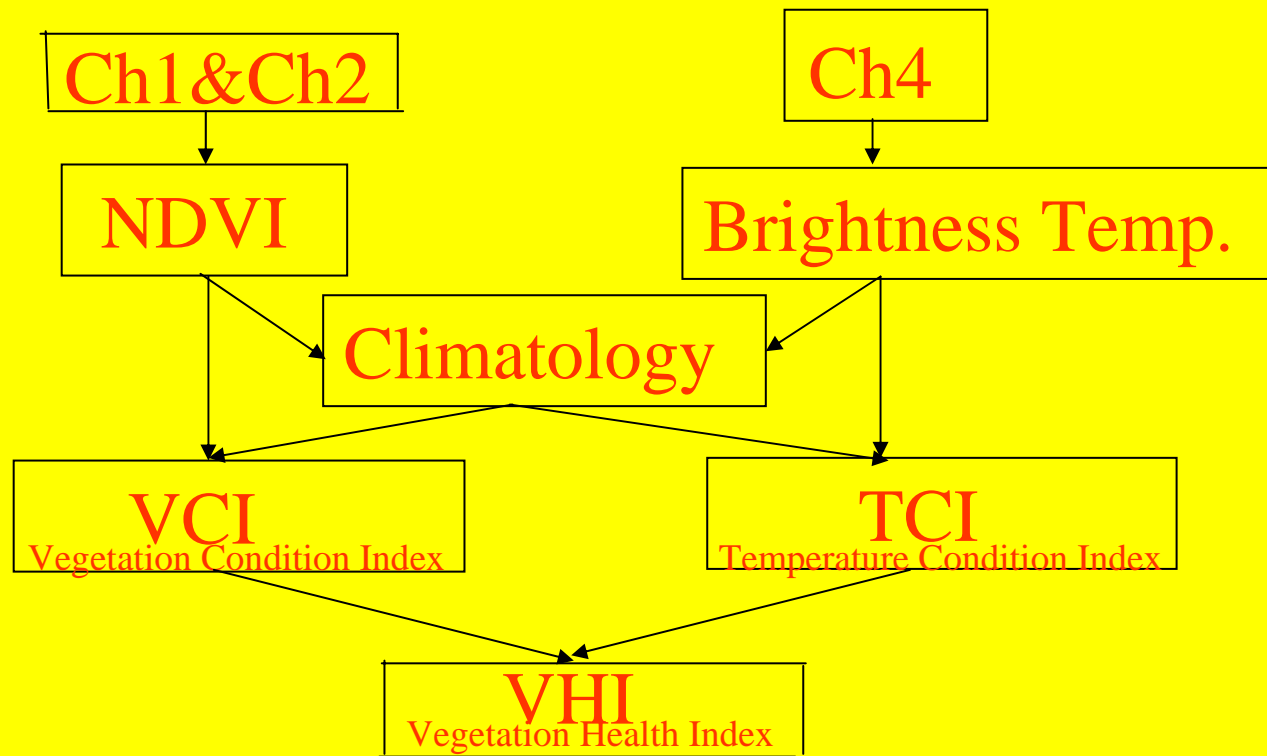 Ch1&Ch2
Ch4
NDVI
Brightness Temp.
Climatology
VCI
Vegetation Condition Index
TCI
Temperature Condition Index
VHI
Vegetation Health Index